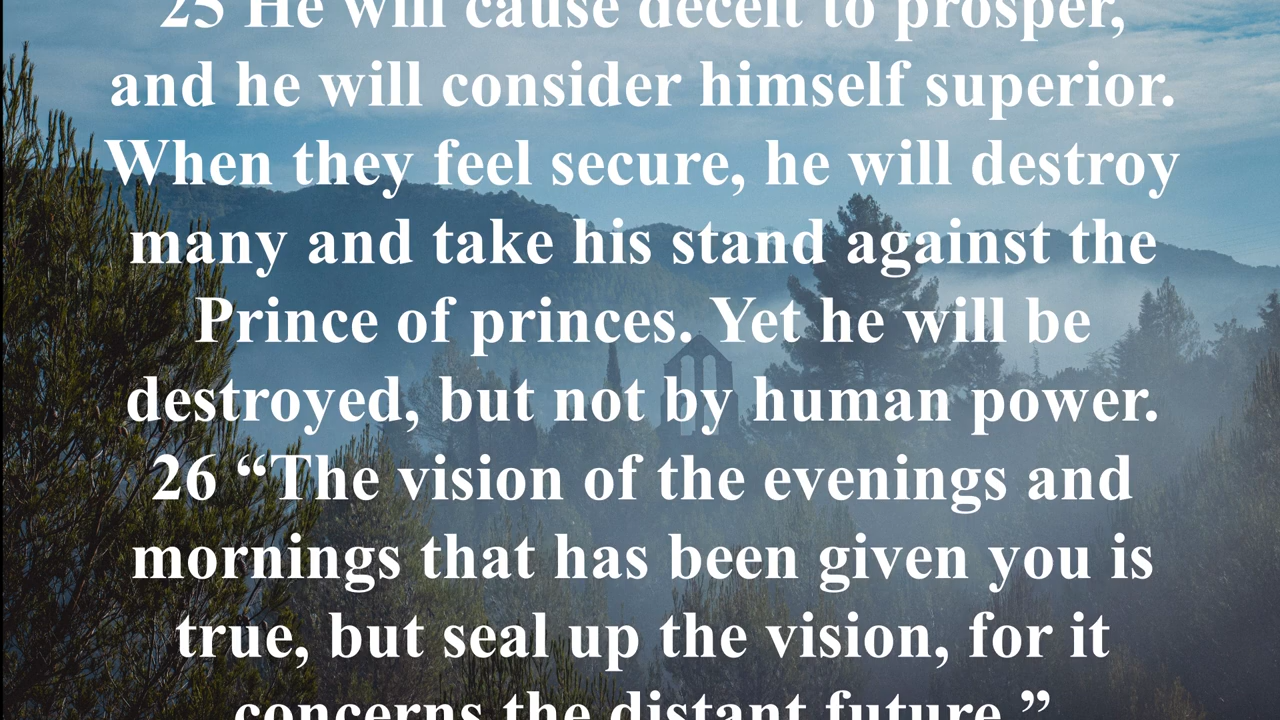 25 He will cause deceit to prosper,
and he will consider himself superior.
When they feel secure, he will destroy
many and take his stand against the
Prince of princes. Yet he will be
destroyed, but not by human power.
26 “The vision of the evenings and
mornings that has been given you is
true, but seal up the vision, for it
concerns the distant future.”